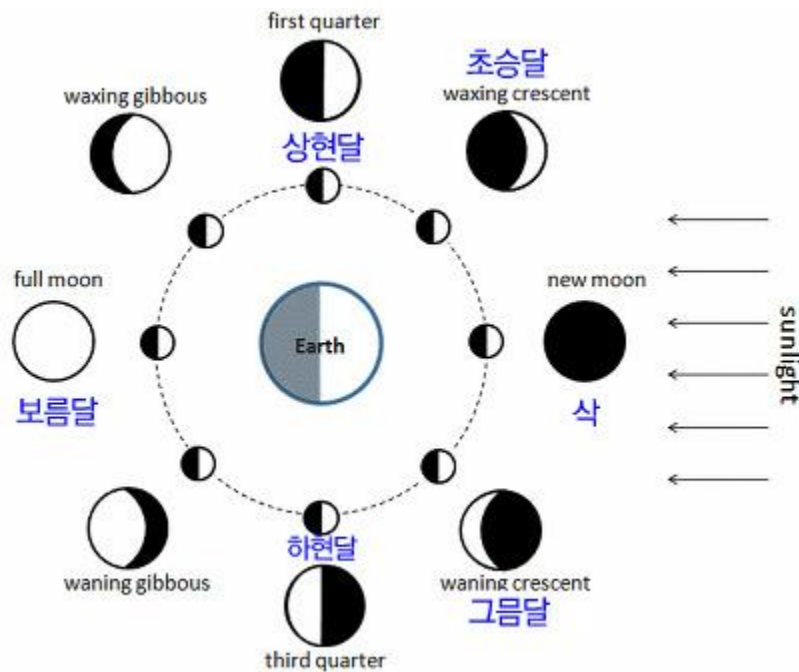 first quarter
초승달
waxing gibbous
waxing crescent
상현달
full moon
new moon
Earth
sunlight
보름달
삭
하현달
waning gibbous
waning crescent
그믐달
third quarter